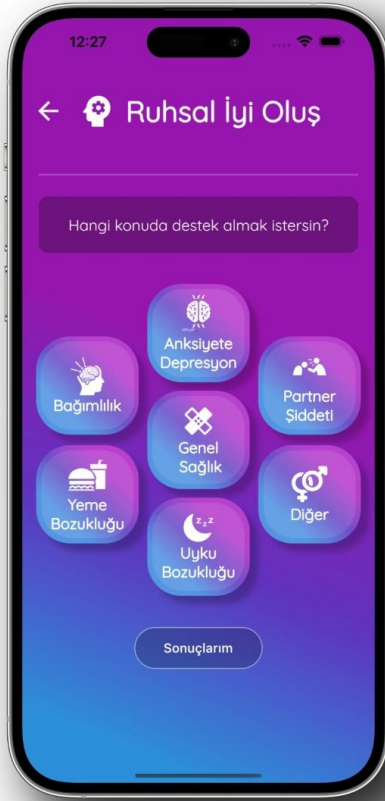 12:27
Ruhsal İyi Oluş
Hangi konuda destek almak istersin?
Anksiyete
Depresyon
Bağımlılık
Partner
Şiddeti
Genel
Sağlık
Yeme
Bozukluğu
Diğer
z z z
Uyku
Bozukluğu
Sonuçlarım